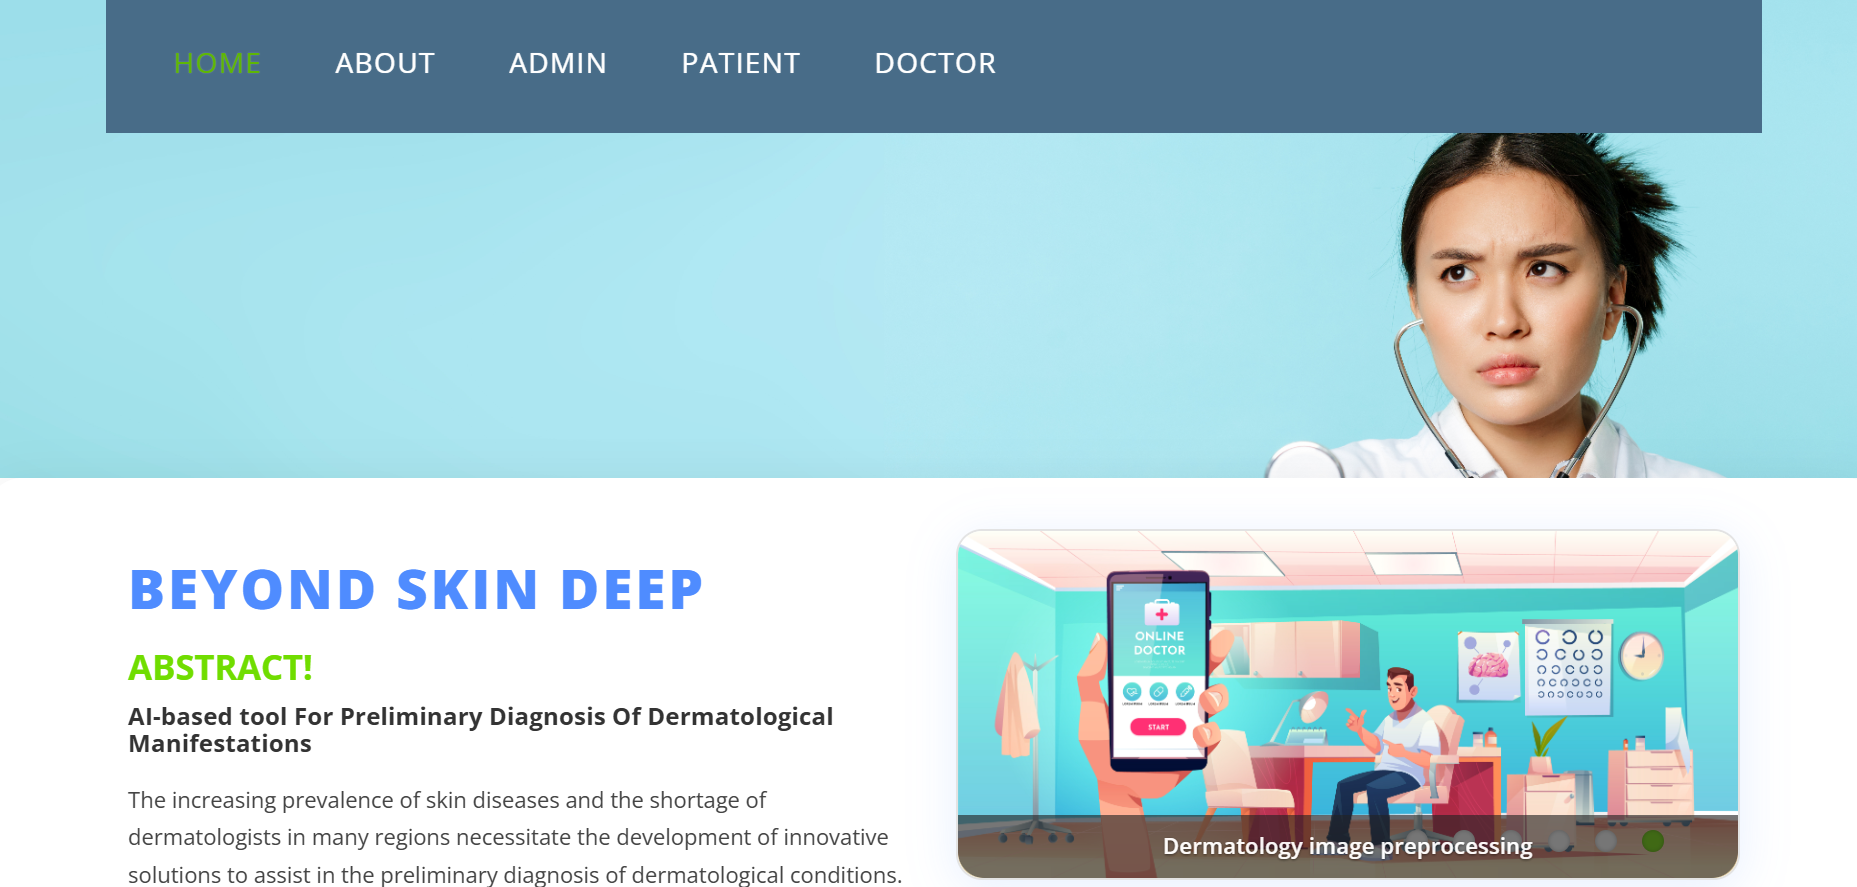 HOME ABOUT ADMIN PATIENT DOCTOR
BEYOND SKIN DEEP
ABSTRACT!
AI-based tool For Preliminary Diagnosis Of Dermatological
Manifestations
The increasing prevalence of skin diseases and the shortage of
dermatologists in many regions necessitate the development of innovative
solutions to assist in the preliminary diagnosis of dermatological conditions.
ONLINE
DOCTOR
START
Dermatology image preprocessing